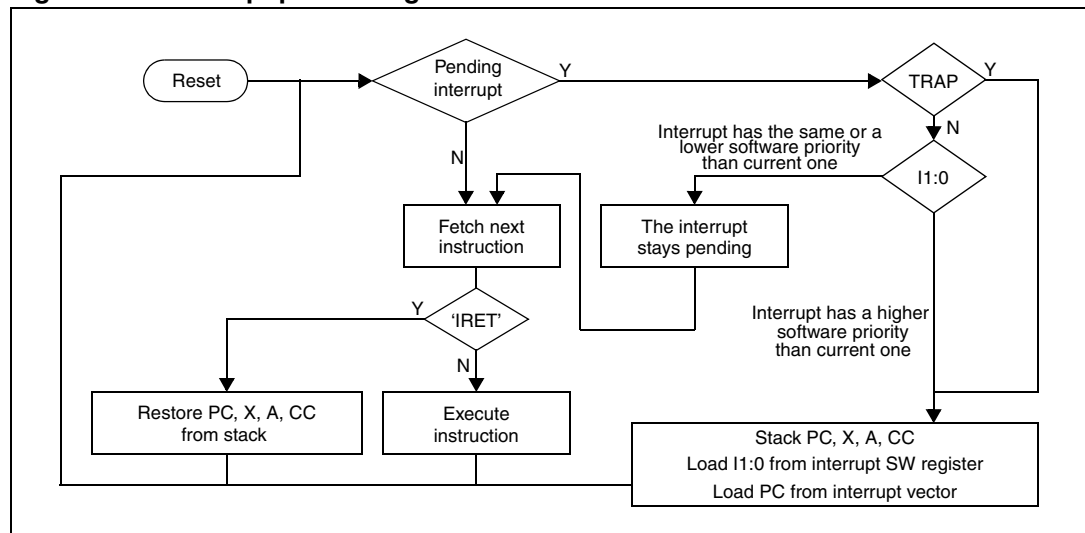 Reset
Pending
interrupt
Y
TRAP
Y
N
Interrupt has the same or a
lower software priority
than current one
I1:0
N
Fetch next
instruction
The interrupt
stays pending
Y
'IRET'
N
Interrupt has a higher
software priority
than current one
Restore PC, X, A, CC
from stack
Execute
instruction
Stack PC, X, A, CC
Load I1:0 from interrupt SW register
Load PC from interrupt vector